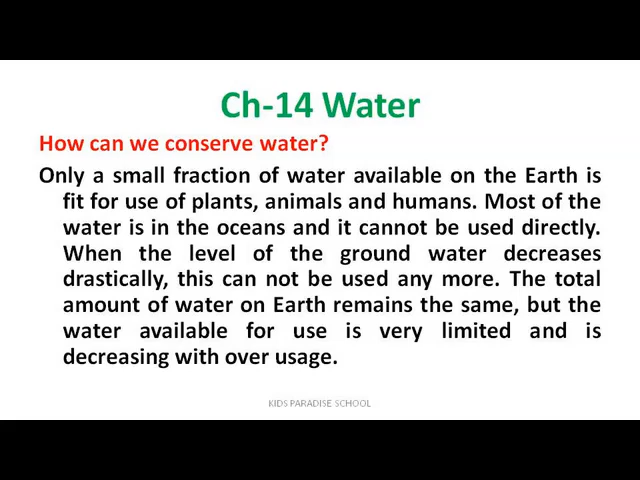 Ch-14 Water
How can we conserve water?
Only a small fraction of water available on the Earth is
fit for use of plants, animals and humans. Most of the
water is in the oceans and it cannot be used directly.
When the level of the ground water decreases
drastically, this can not be used any more. The total
amount of water on Earth remains the same, but the
water available for use is very limited and is
decreasing with over usage.
KIDS PARADISE SCHOOL